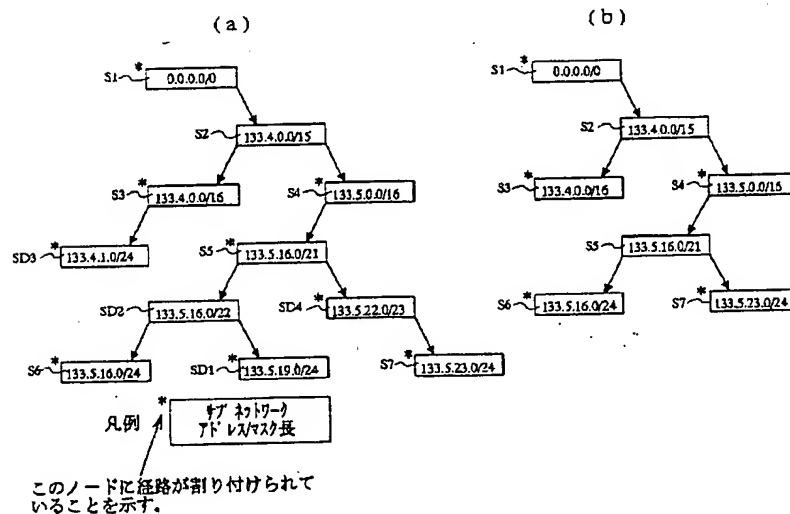 (a)
* S1 0.0.0.0/0
S2 133.4.0.0/15
* S3 133.4.0.0/16
* S4 133.5.0.0/16
* SD3 133.4.1.0/24
* S5 133.5.16.0/21
SD2 133.5.16.0/22
* SD4 133.5.22.0/23
* S6 133.5.16.0/24
* SD1 133.5.19.0/24
* S7 133.5.23.0/24
凡例
* サブネットワーク
アドレス/マスク長
このノードに経路が割り付けられて
いることを示す。
(b)
* S1 0.0.0.0/0
S2 133.4.0.0/15
* S3 133.4.0.0/16
* S4 133.5.0.0/16
S5 133.5.16.0/21
* S6 133.5.16.0/24
* S7 133.5.23.0/24